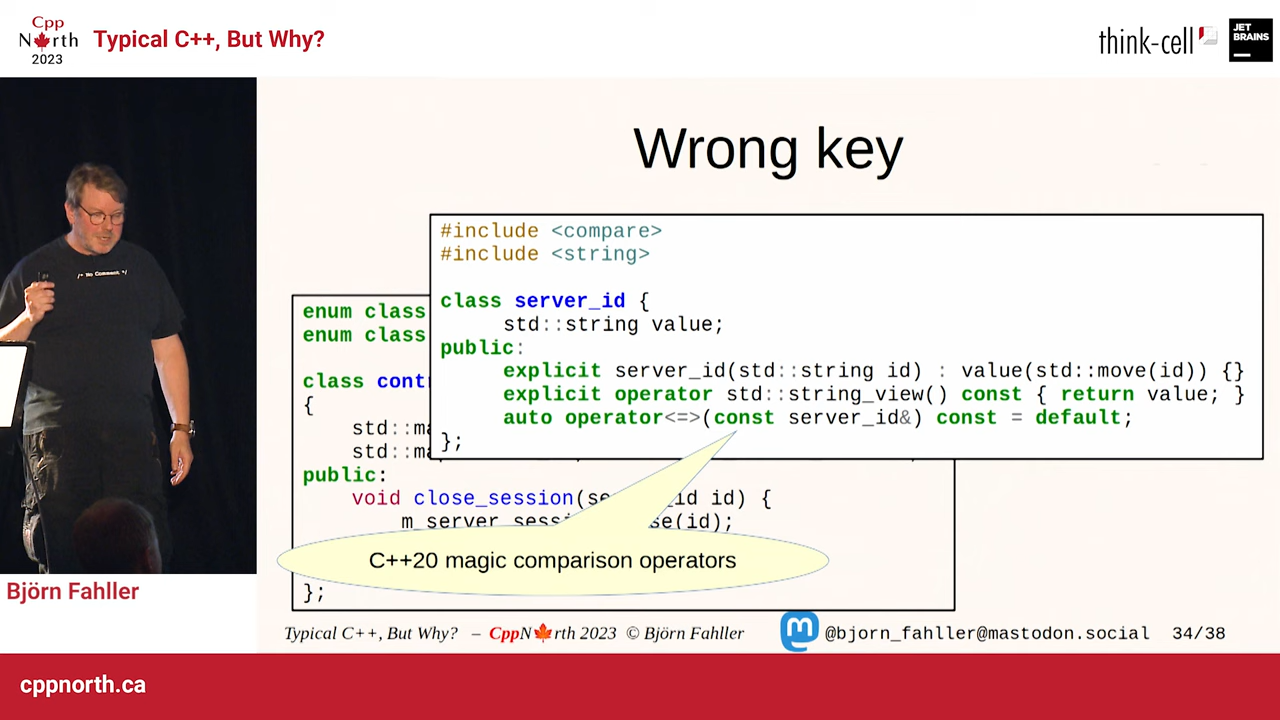 Cpp
North
2023
Typical C++, But Why?
think-cell
JET
BRAINS
/* No Comment */
Wrong key
#include <compare>
#include <string>
class server_id {
std::string value;
public:
explicit server_id(std::string id) : value(std::move(id)) {}
explicit operator std::string_view() const { return value; }
auto operator<=>(const server_id&) const = default;
};
enum class
enum class
class cont
{
std::ma
std::ma
public:
void close_session(se id id) {
m_server_sessi se(id);
C++20 magic comparison operators
};
Björn Fahller
Typical C++, But Why? – CppNorth 2023 © Björn Fahller
@bjorn_fahller@mastodon.social 34/38
cppnorth.ca